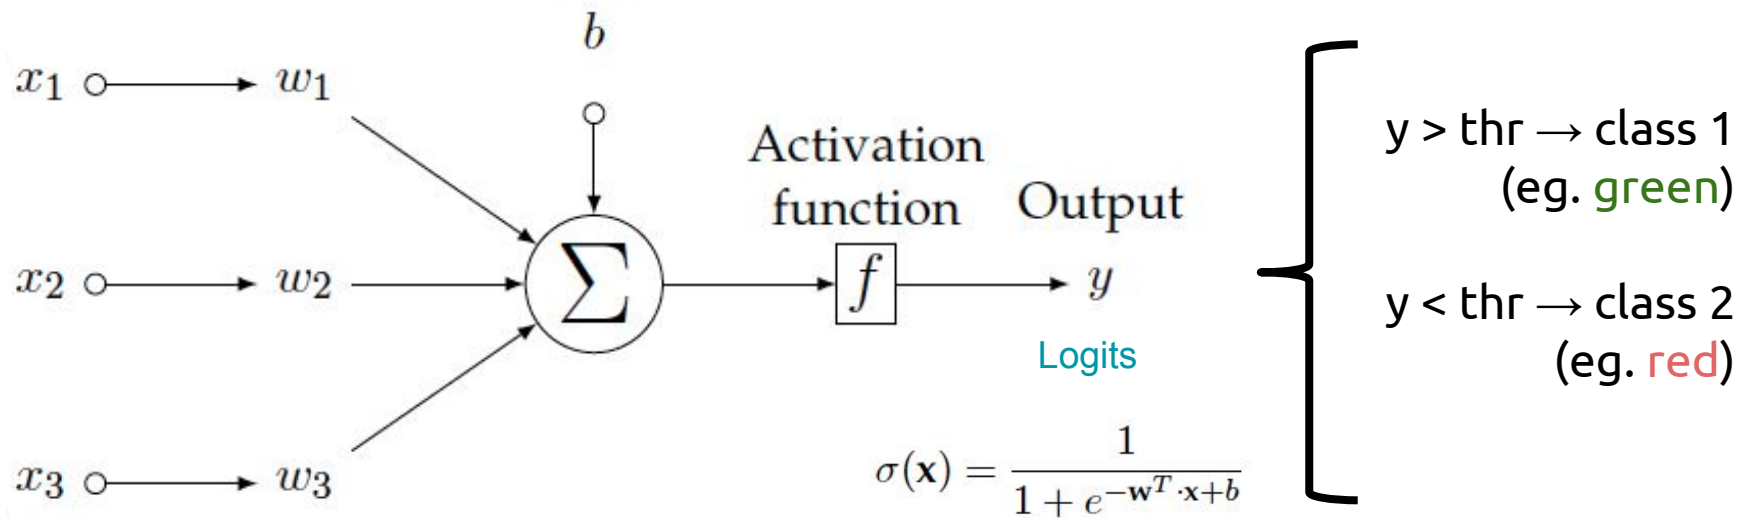 b
x1 w1
Activation
function
Output
x2 w2
∑
f
y
Logits
x3 w3
σ(x) = 1 / (1 + e^{-w^T · x+b})
y > thr → class 1
(eg. green)
y < thr → class 2
(eg. red)